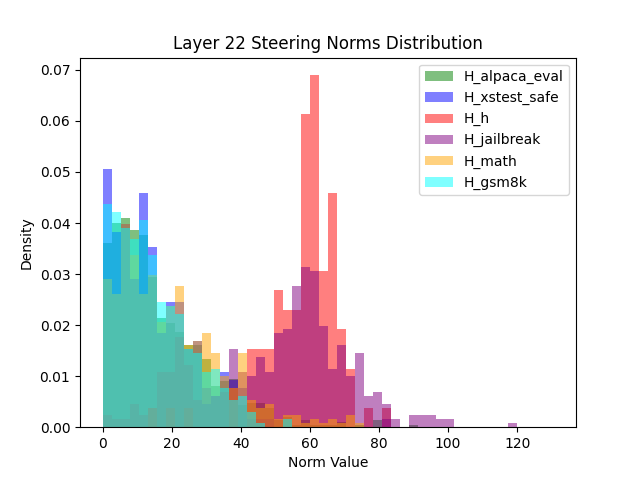 Layer 22 Steering Norms Distribution
Density
0.07
0.06
0.05
0.04
0.03
0.02
0.01
0.00
H_alpaca_eval
H_xstest_safe
H_h
H_jailbreak
H_math
H_gsm8k
0 20 40 60 80 100 120
Norm Value